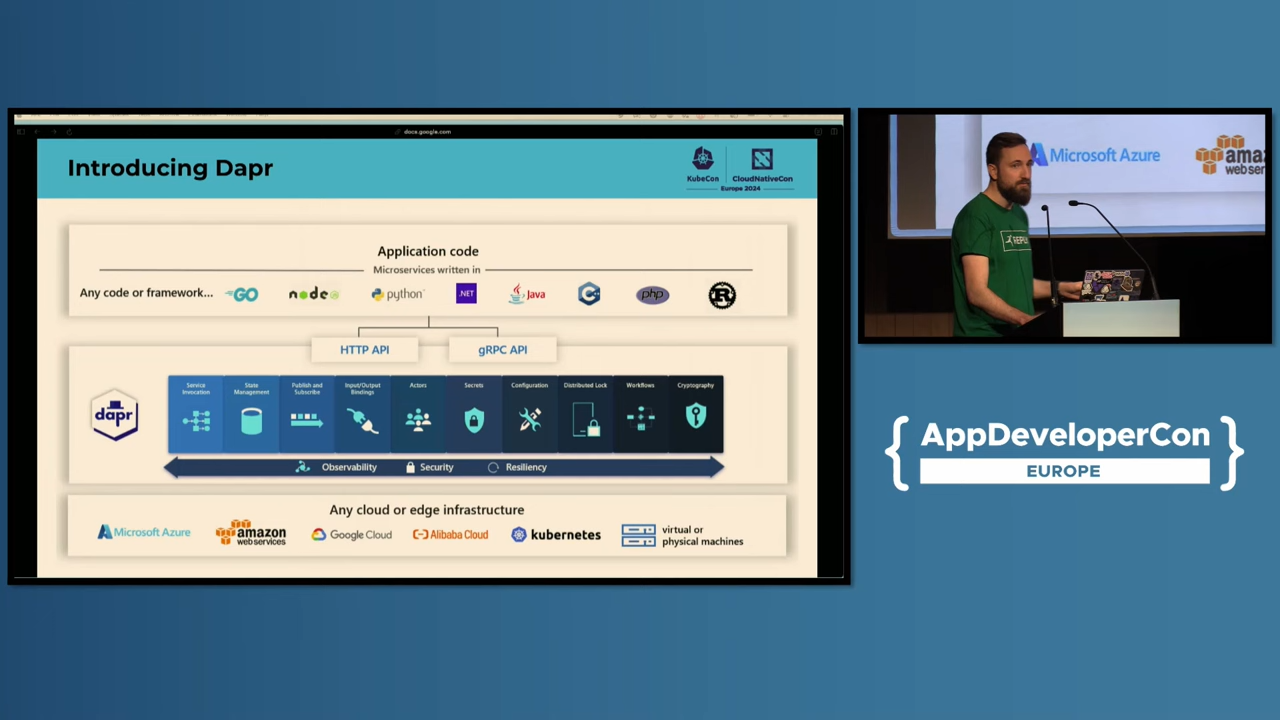 docs.google.com
Introducing Dapr
KubeCon
CloudNativeCon
Europe 2024
Application code
Microservices written in
Any code or framework...
GO
node
python
.NET
Java
C
php
R
HTTP API
gRPC API
dapr
Service Invocation
State Management
Publish and Subscribe
Input/Output Bindings
Actors
Secrets
Configuration
Distributed Lock
Workflows
Cryptography
Observability
Security
Resiliency
Any cloud or edge infrastructure
Microsoft Azure
amazon
webservices
Google Cloud
Alibaba Cloud
kubernetes
virtual or
physical machines
Microsoft Azure
{ AppDeveloperCon }
EUROPE